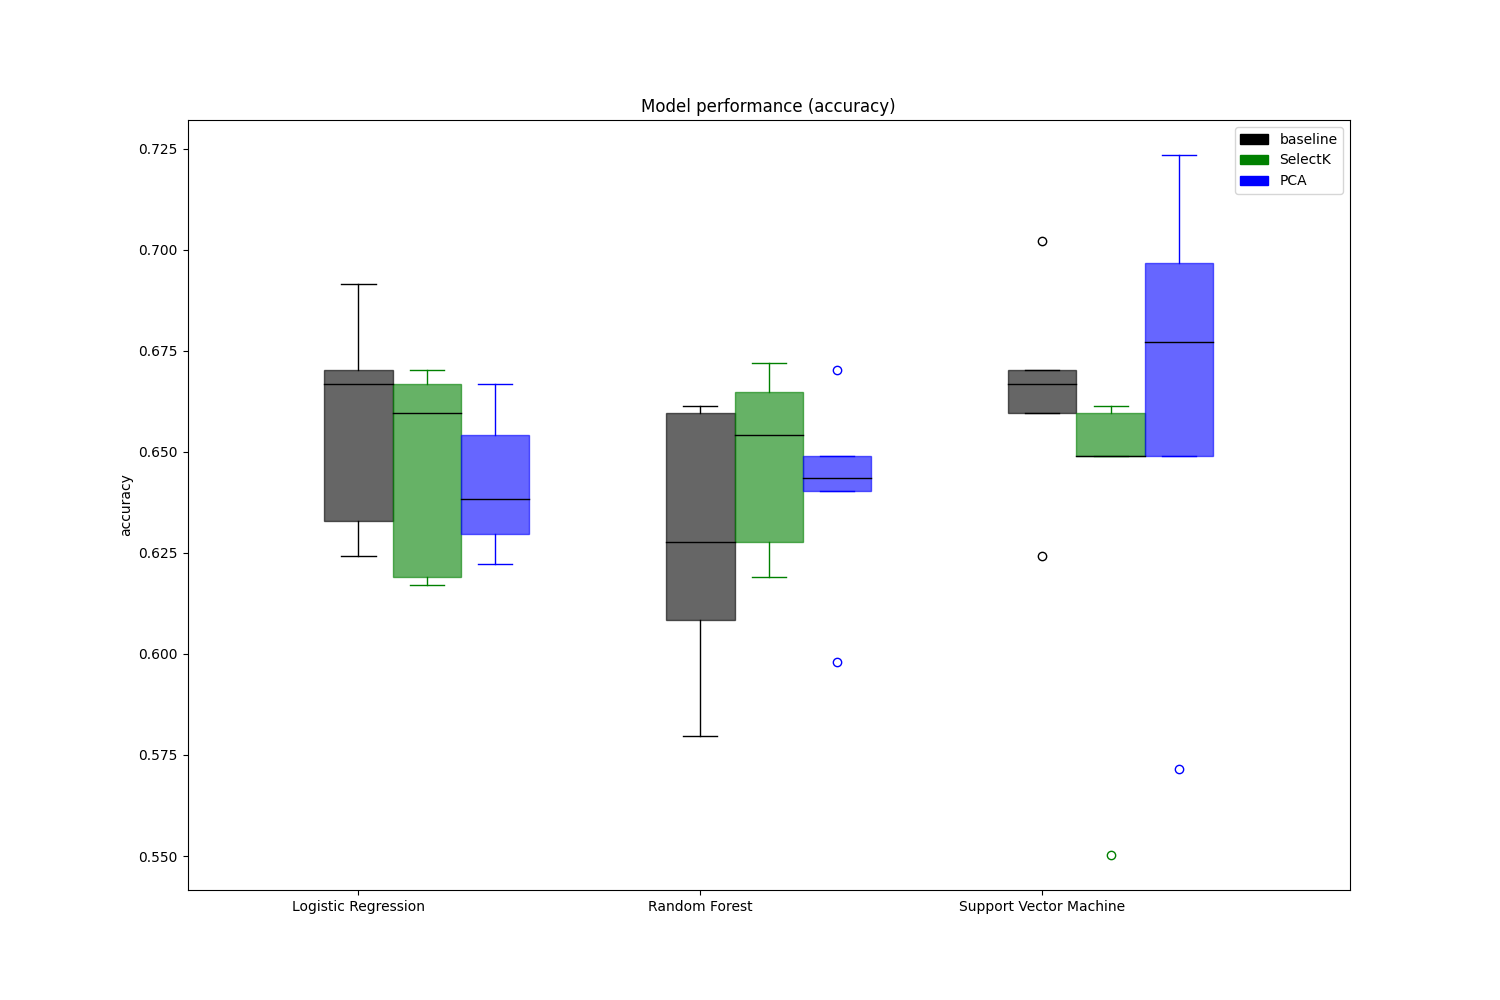 Model performance (accuracy)
baseline
SelectK
PCA
0.725
0.700
0.675
0.650
0.625
0.600
0.575
0.550
accuracy
Logistic Regression
Random Forest
Support Vector Machine